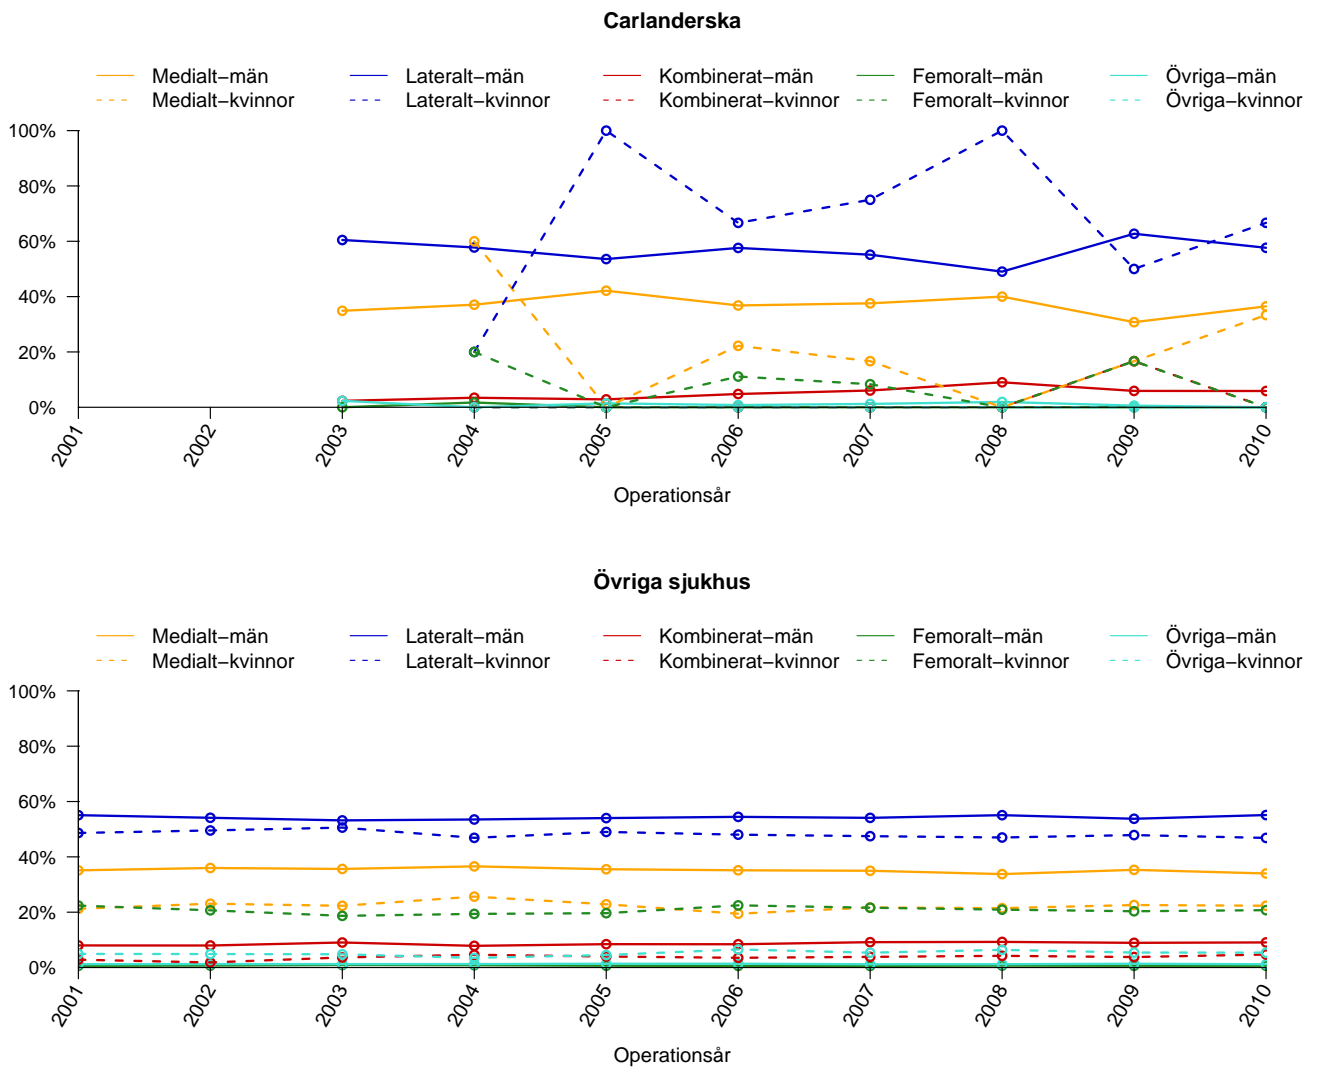 Carlanderska
Medialt−män Lateralt−män Kombinerat−män Femoralt−män Övriga−män
Medialt−kvinnor Lateralt−kvinnor Kombinerat−kvinnor Femoralt−kvinnor Övriga−kvinnor
100%
80%
60%
40%
20%
0%
2001 2002 2003 2004 2005 2006 2007 2008 2009 2010
Operationsår
Övriga sjukhus
Medialt−män Lateralt−män Kombinerat−män Femoralt−män Övriga−män
Medialt−kvinnor Lateralt−kvinnor Kombinerat−kvinnor Femoralt−kvinnor Övriga−kvinnor
100%
80%
60%
40%
20%
0%
2001 2002 2003 2004 2005 2006 2007 2008 2009 2010
Operationsår